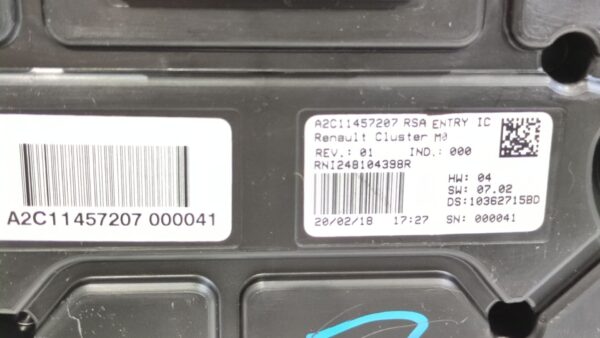 A2C11457207 000041
A2C11457207 RSA ENTRY IC
Renault Cluster M0
REV.: 01 IND.: 000
RNI248104398R
HW: 04
SW: 07.02
DS:10362715BD
20/02/18 17:27 SN: 000041